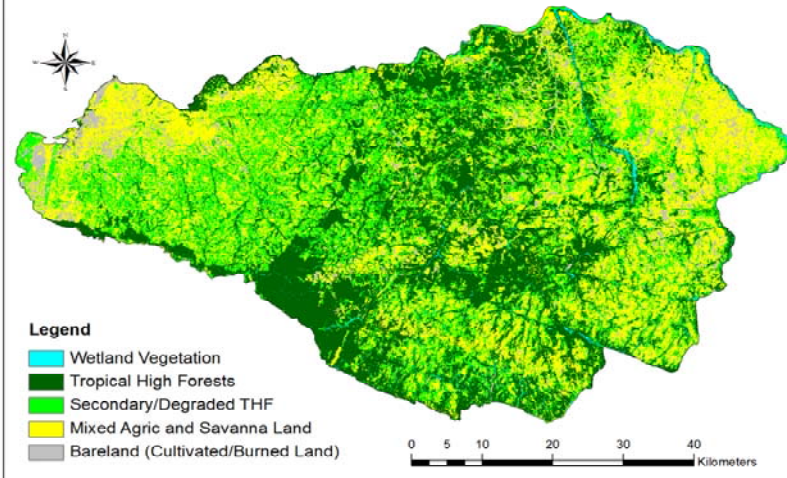 N
W E
S
Legend
Wetland Vegetation
Tropical High Forests
Secondary/Degraded THF
Mixed Agric and Savanna Land
Bareland (Cultivated/Burned Land)
0 5 10 20 30 40
Kilometers